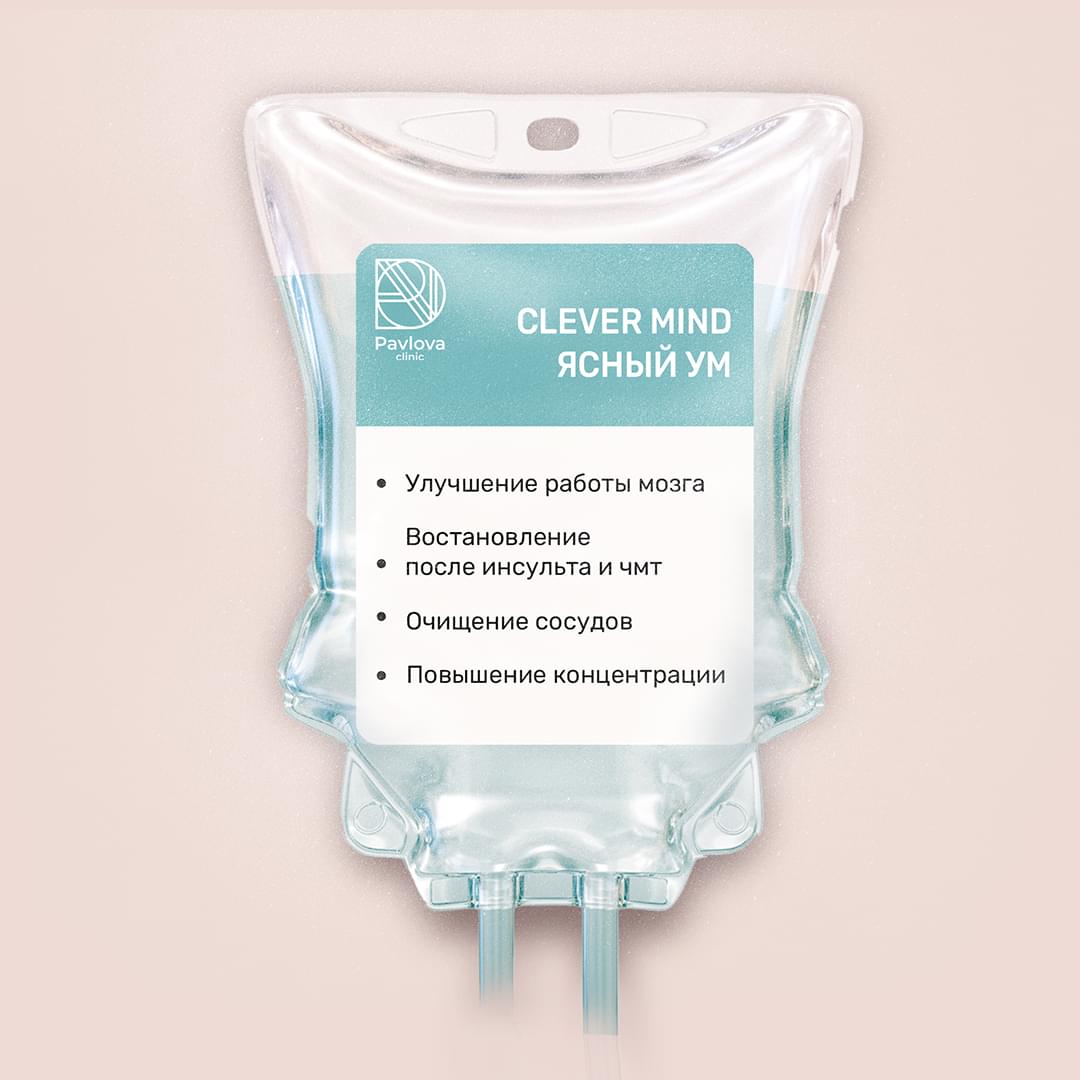 Pavlova
clinic
CLEVER MIND
ЯСНЫЙ УМ
• Улучшение работы мозга
Востановление
• после инсульта и чмт
• Очищение сосудов
• Повышение концентрации